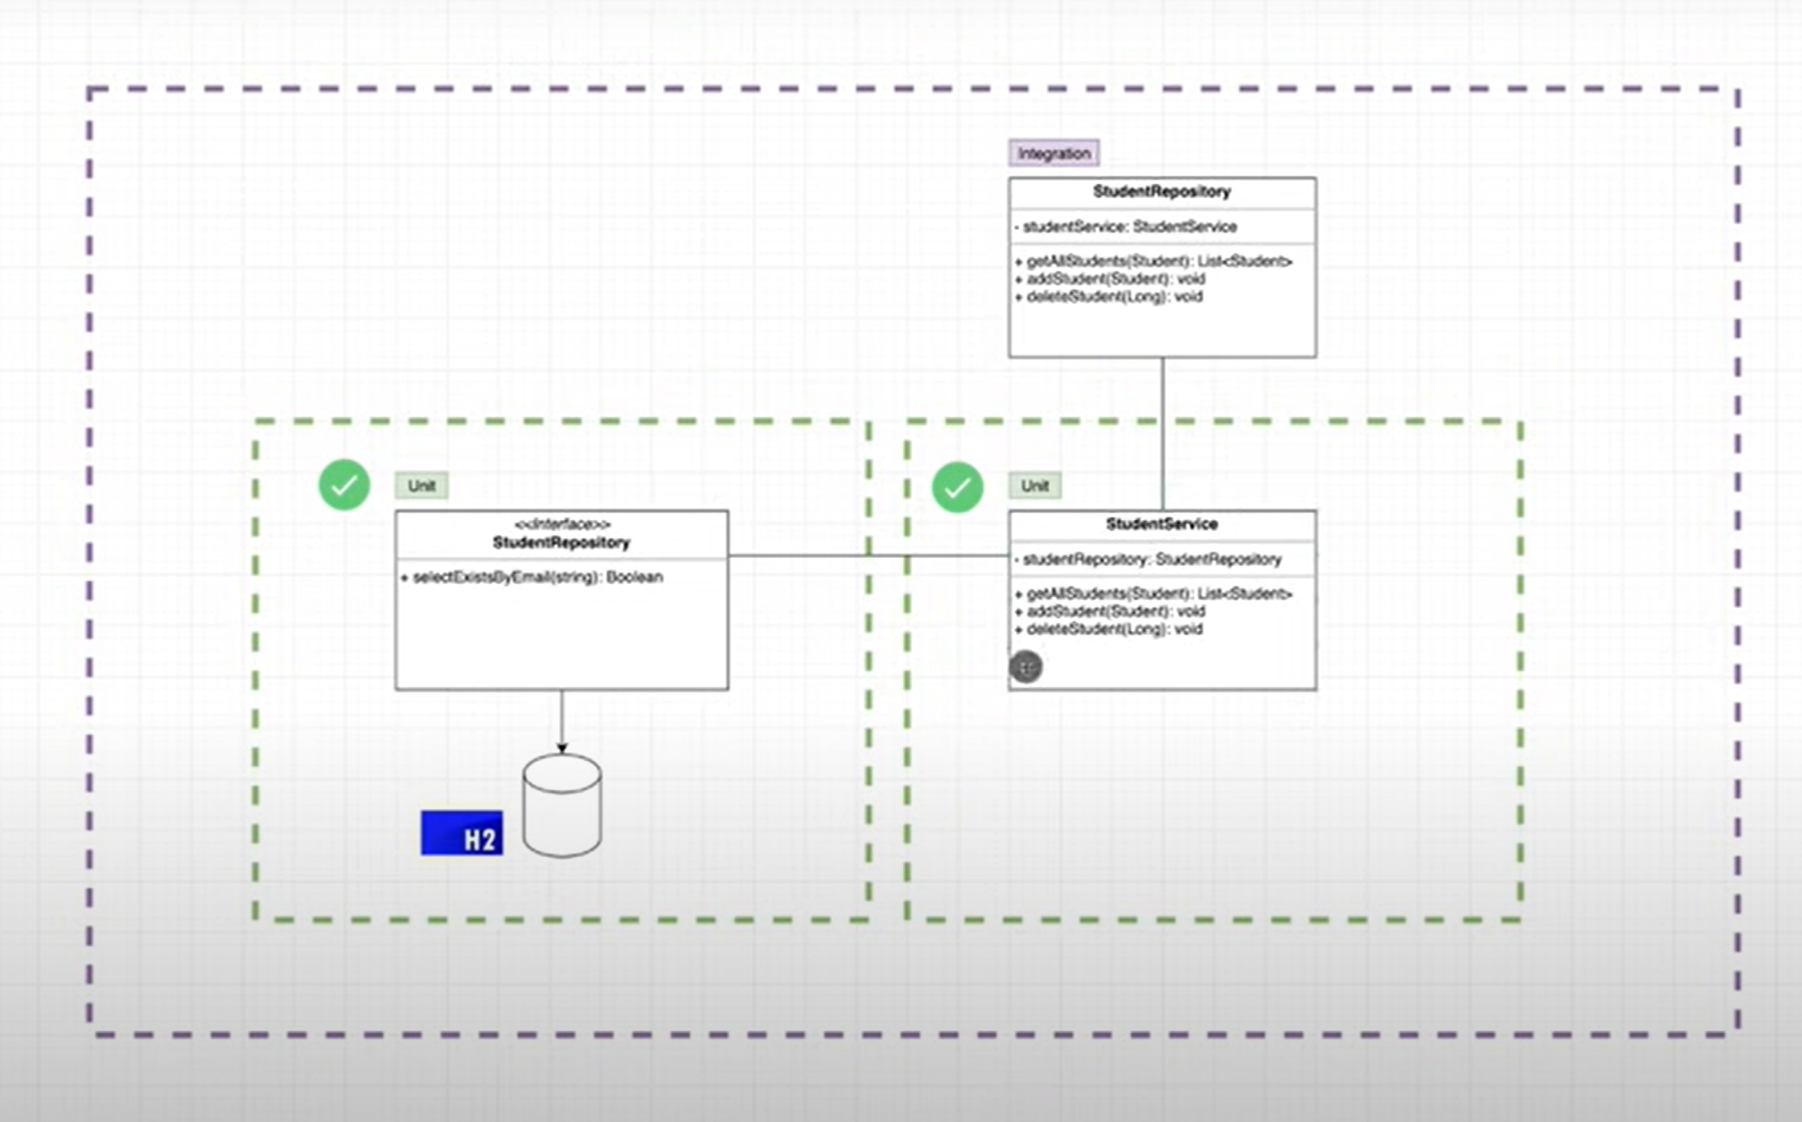 Integration
StudentRepository
- studentService: StudentService
+ getAllStudents(Student): List<Student>
+ addStudent(Student): void
+ deleteStudent(Long): void
Unit
<<Interface>>
StudentRepository
+ selectExistsByEmail(string): Boolean
Unit
StudentService
- studentRepository: StudentRepository
+ getAllStudents(Student): List<Student>
+ addStudent(Student): void
+ deleteStudent(Long): void
H2